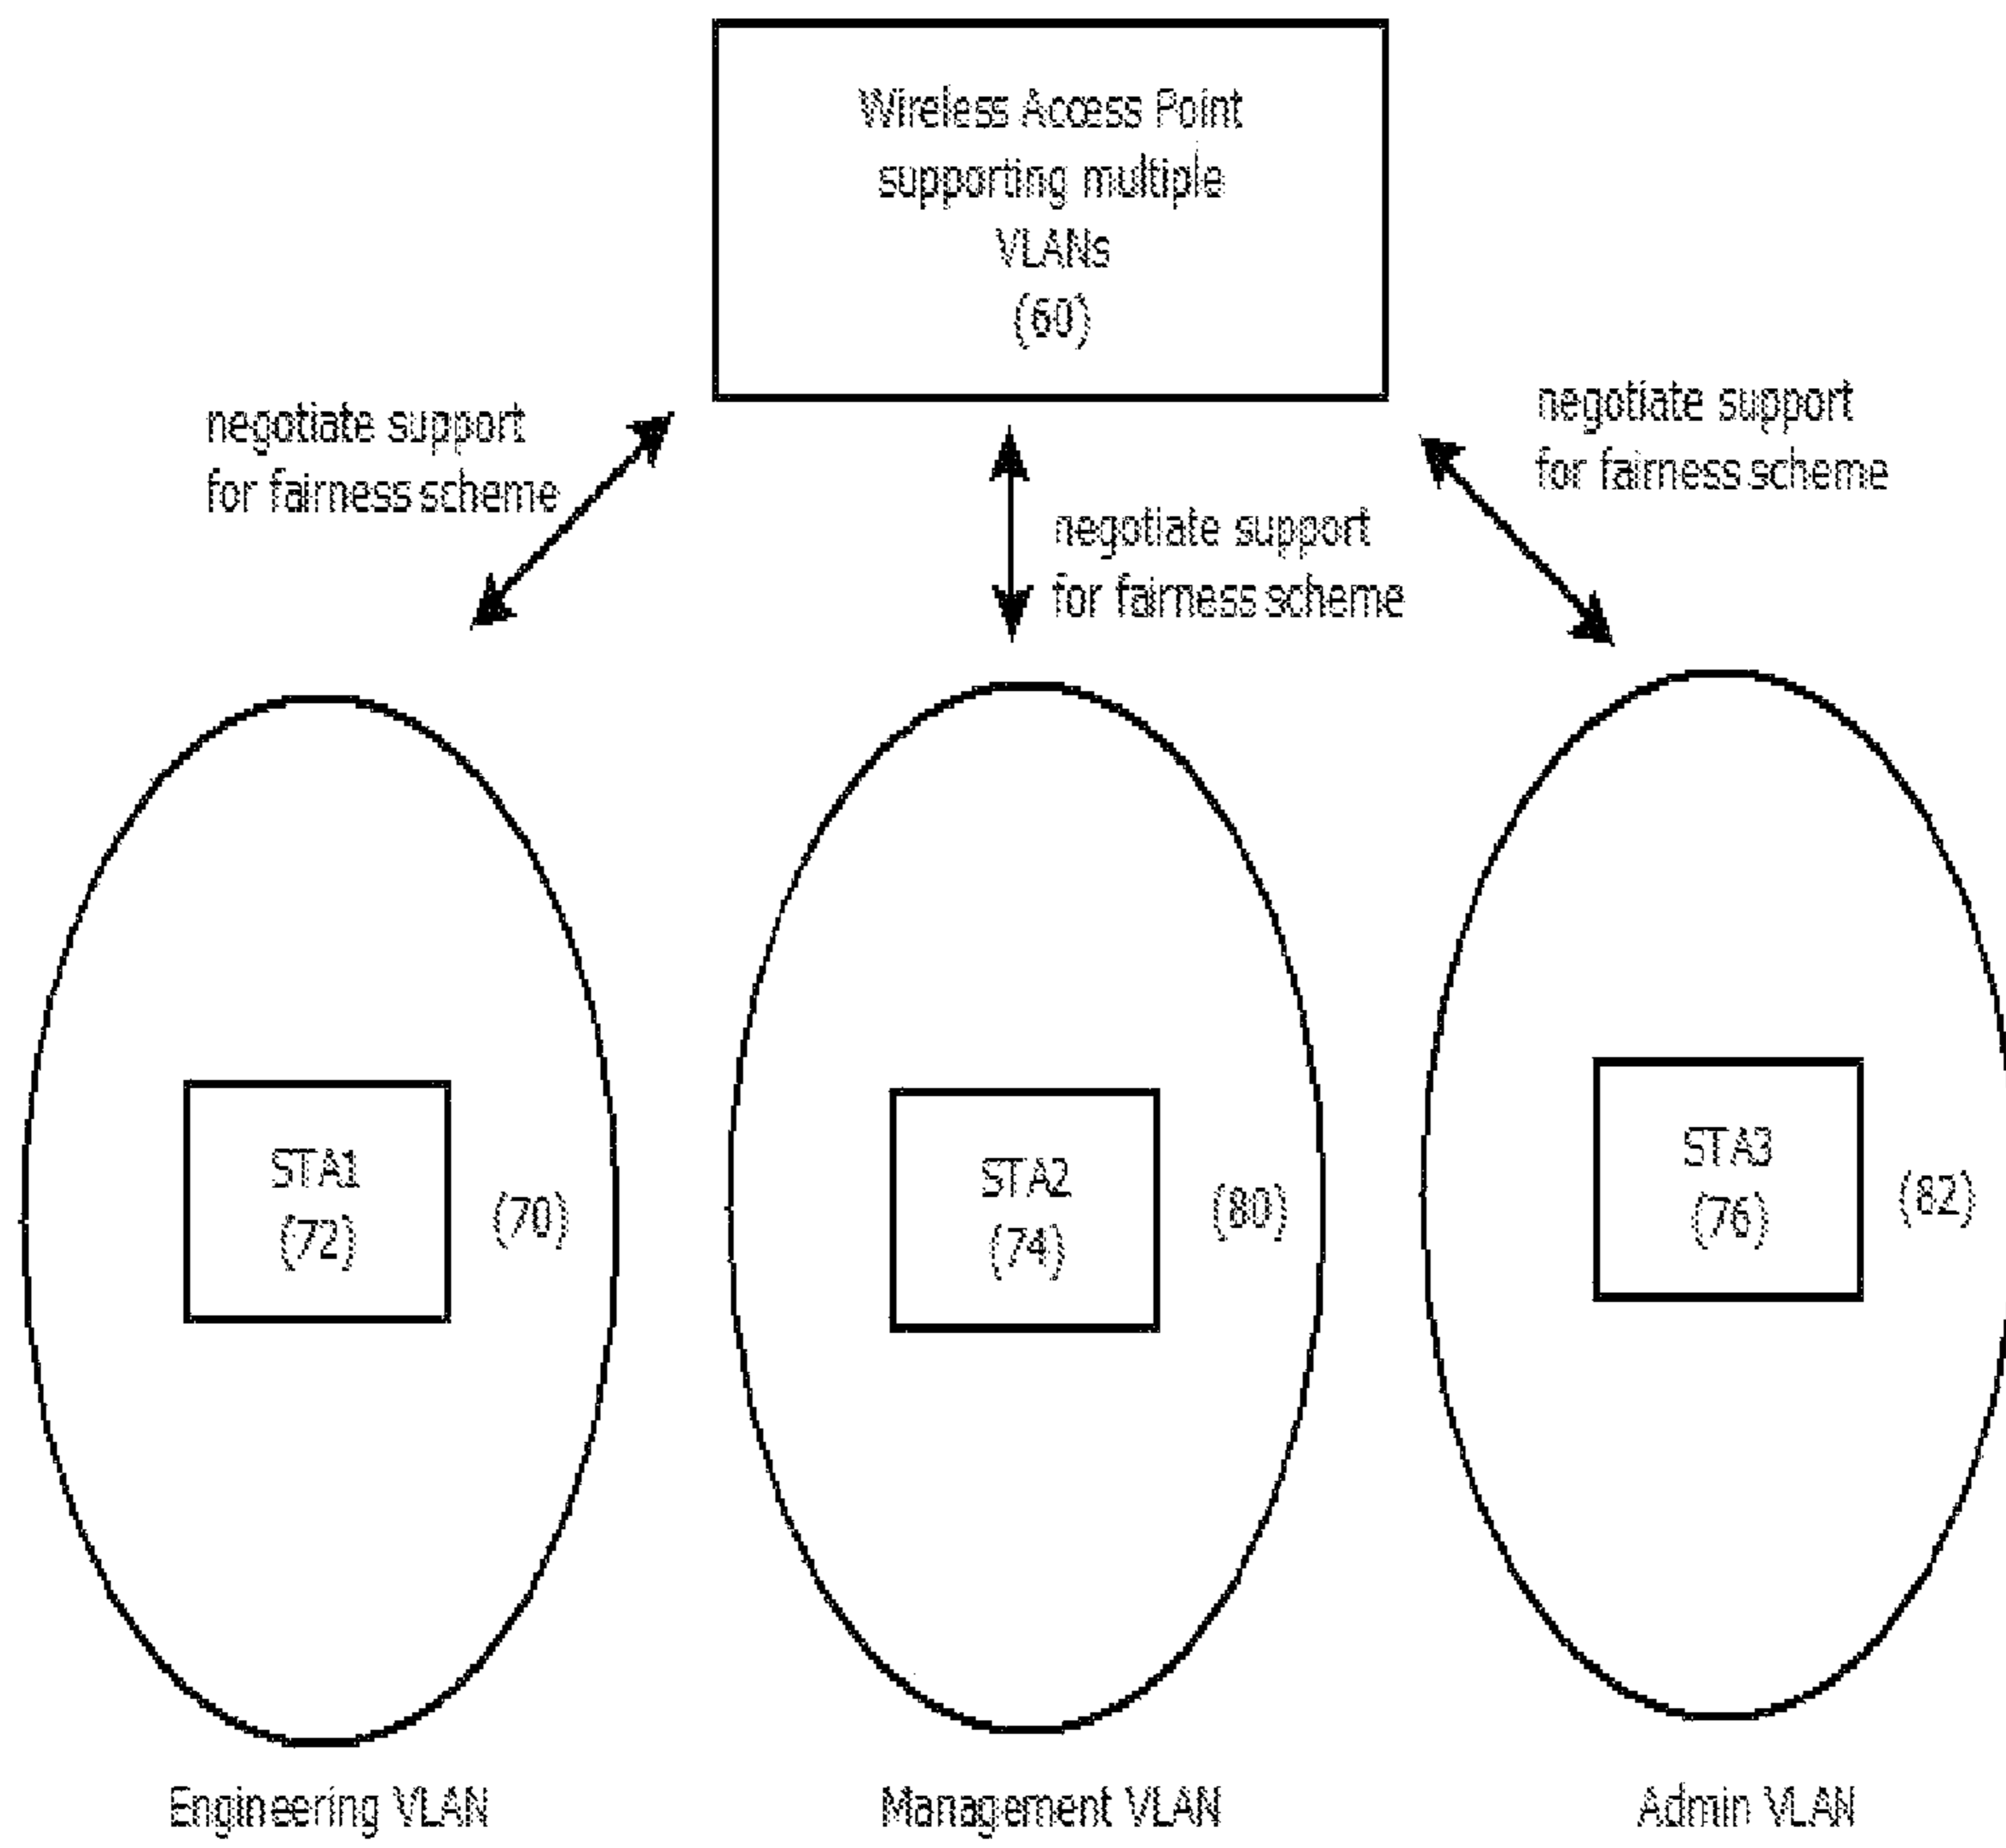 Wireless Access Point
supporting multiple
VLANs
(60)
negotiate support
for fairness scheme
negotiate support
for fairness scheme
negotiate support
for fairness scheme
STA1
(72)
(70)
STA2
(74)
(80)
STA3
(76)
(82)
Engineering VLAN
Management VLAN
Admin VLAN